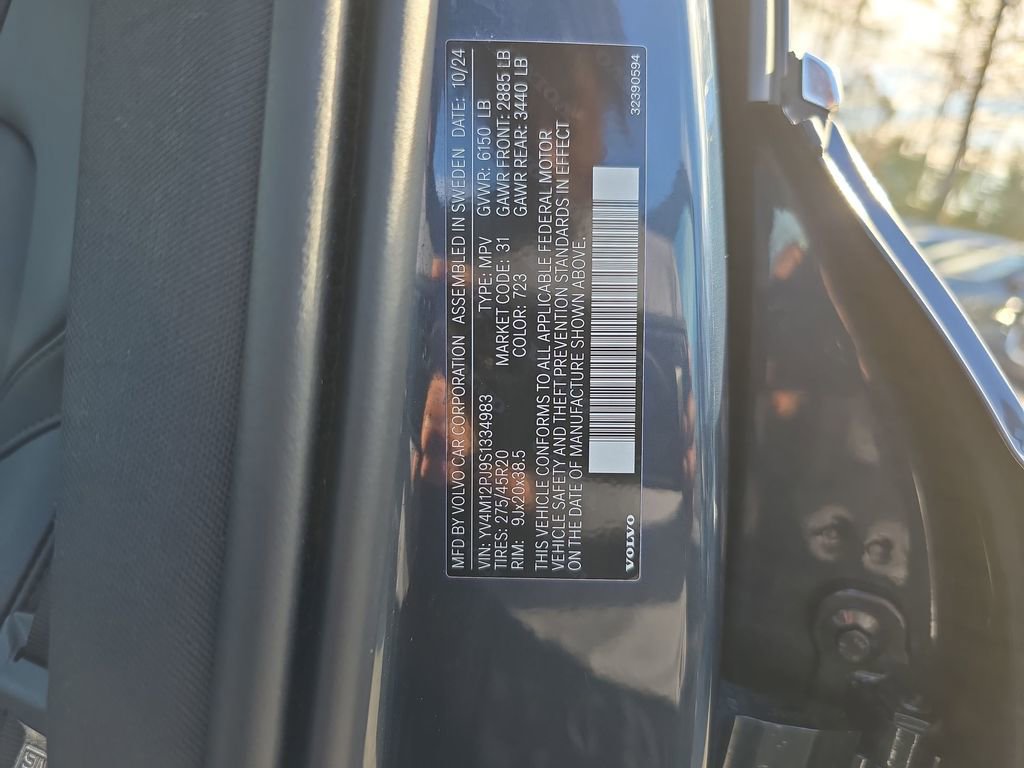 MFD BY VOLVO CAR CORPORATION ASSEMBLED IN SWEDEN DATE: 10/24
VIN: YV4M12RJ9S1334983 TYPE: MPV GVWR: 6150 LB
TIRES: 275/45R20 MARKET CODE: 31 GAWR FRONT: 2885 LB
RIM: 9Jx20x38.5 COLOR: 723 GAWR REAR: 3440 LB
THIS VEHICLE CONFORMS TO ALL APPLICABLE FEDERAL MOTOR
VEHICLE SAFETY AND THEFT PREVENTION STANDARDS IN EFFECT
ON THE DATE OF MANUFACTURE SHOWN ABOVE.
VOLVO
32390594